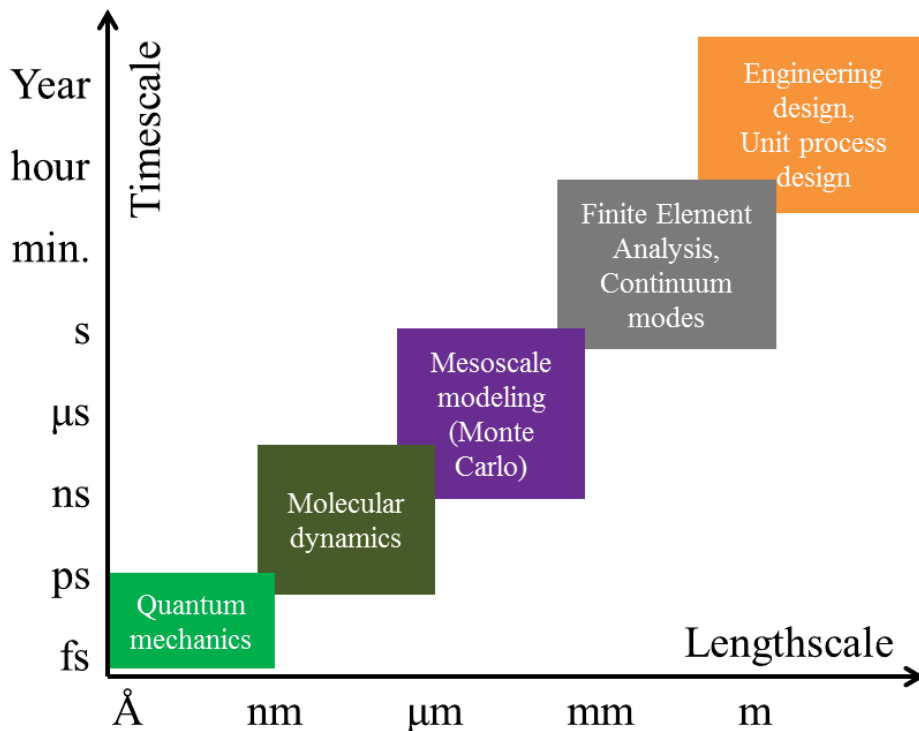 Year
hour
min.
s
μs
ns
ps
fs
Timescale
Engineering
design,
Unit process
design
Finite Element
Analysis,
Continuum
modes
Mesoscale
modeling
(Monte
Carlo)
Molecular
dynamics
Quantum
mechanics
Lengthscale
Å nm μm mm m